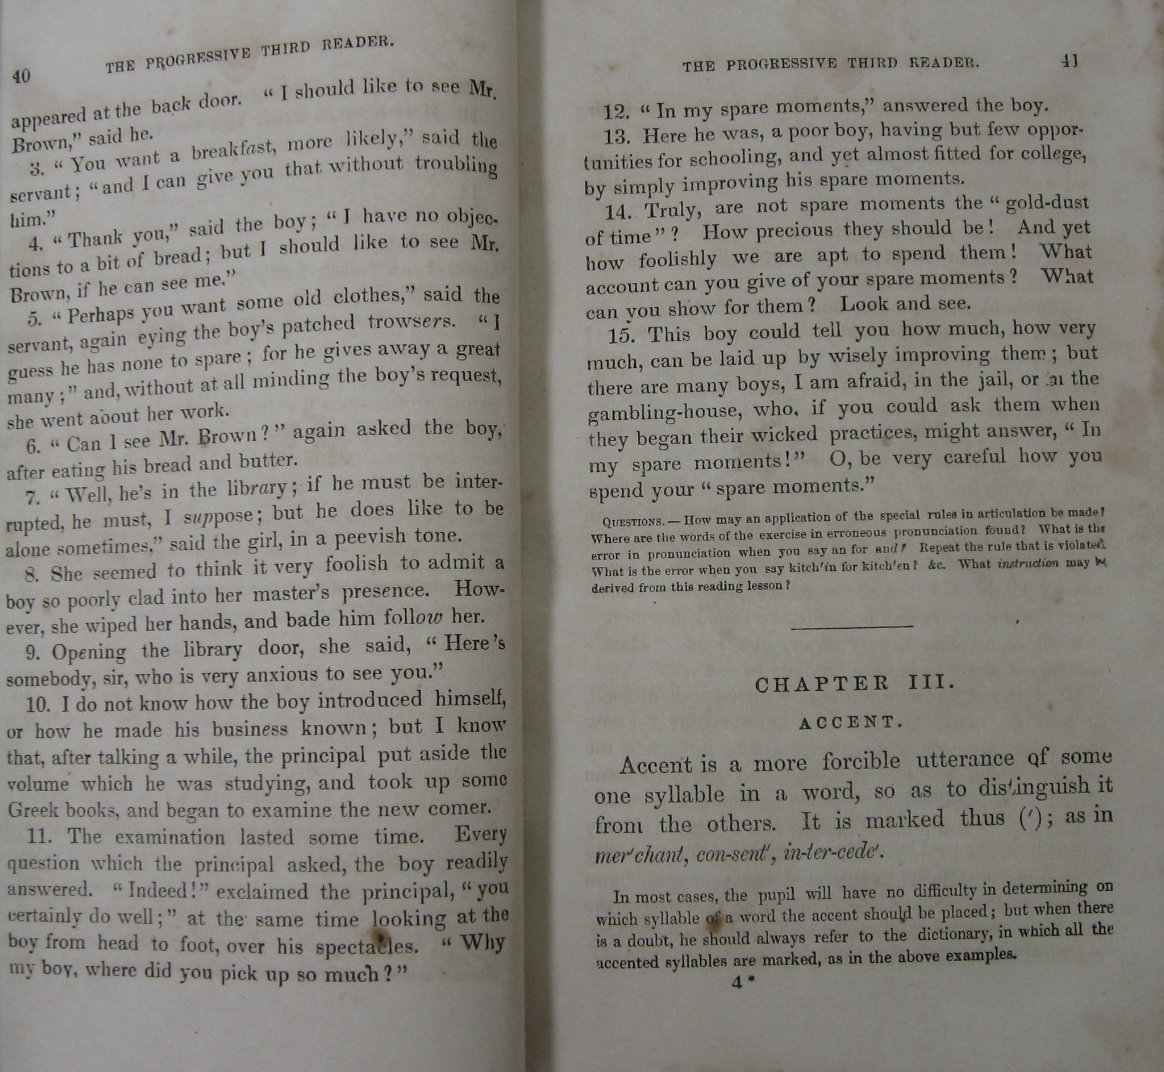 40
THE PROGRESSIVE THIRD READER.
appeared at the back door. “ I should like to see Mr.
Brown,” said he.
3. “ You want a breakfast, more likely,” said the
servant ; “ and I can give you that without troubling
him.”
4. “ Thank you,” said the boy ; “ I have no objec-
tions to a bit of bread ; but I should like to see Mr.
Brown, if he can see me.”
5. “ Perhaps you want some old clothes,” said the
servant, again eying the boy’s patched trowsers. “ I
guess he has none to spare ; for he gives away a great
many ;” and, without at all minding the boy’s request,
she went about her work.
6. “ Can I see Mr. Brown ? ” again asked the boy,
after eating his bread and butter.
7. “ Well, he’s in the library ; if he must be inter-
rupted, he must, I suppose ; but he does like to be
alone sometimes,” said the girl, in a peevish tone.
8. She seemed to think it very foolish to admit a
boy so poorly clad into her master’s presence. How-
ever, she wiped her hands, and bade him follow her.
9. Opening the library door, she said, “ Here’s
somebody, sir, who is very anxious to see you.”
10. I do not know how the boy introduced himself,
or how he made his business known ; but I know
that, after talking a while, the principal put aside the
volume which he was studying, and took up some
Greek books, and began to examine the new comer.
11. The examination lasted some time. Every
question which the principal asked, the boy readily
answered. “ Indeed ! ” exclaimed the principal, “ you
certainly do well ; ” at the same time looking at the
boy from head to foot, over his spectacles. “ Why
my boy, where did you pick up so much ? ”
THE PROGRESSIVE THIRD READER.
41
12. “ In my spare moments,” answered the boy.
13. Here he was, a poor boy, having but few oppor-
tunities for schooling, and yet almost fitted for college,
by simply improving his spare moments.
14. Truly, are not spare moments the “ gold-dust
of time ” ? How precious they should be ! And yet
how foolishly we are apt to spend them ! What
account can you give of your spare moments ? What
can you show for them ? Look and see.
15. This boy could tell you how much, how very
much, can be laid up by wisely improving them ; but
there are many boys, I am afraid, in the jail, or in the
gambling-house, who, if you could ask them when
they began their wicked practices, might answer, “ In
my spare moments ! ” O, be very careful how you
spend your “ spare moments.”
QUESTIONS. — How may an application of the special rules in articulation be made ?
Where are the words of the exercise in erroneous pronunciation found ? What is the
error in pronunciation when you say an for and ? Repeat the rule that is violated.
What is the error when you say kitch′in for kitch′en ? &c. What instruction may be
derived from this reading lesson ?
CHAPTER III.
ACCENT.
Accent is a more forcible utterance of some
one syllable in a word, so as to distinguish it
from the others. It is marked thus (′) ; as in
mer′chant, con-sent′, in-ter-cede′.
In most cases, the pupil will have no difficulty in determining on
which syllable of a word the accent should be placed ; but when there
is a doubt, he should always refer to the dictionary, in which all the
accented syllables are marked, as in the above examples.
4 *